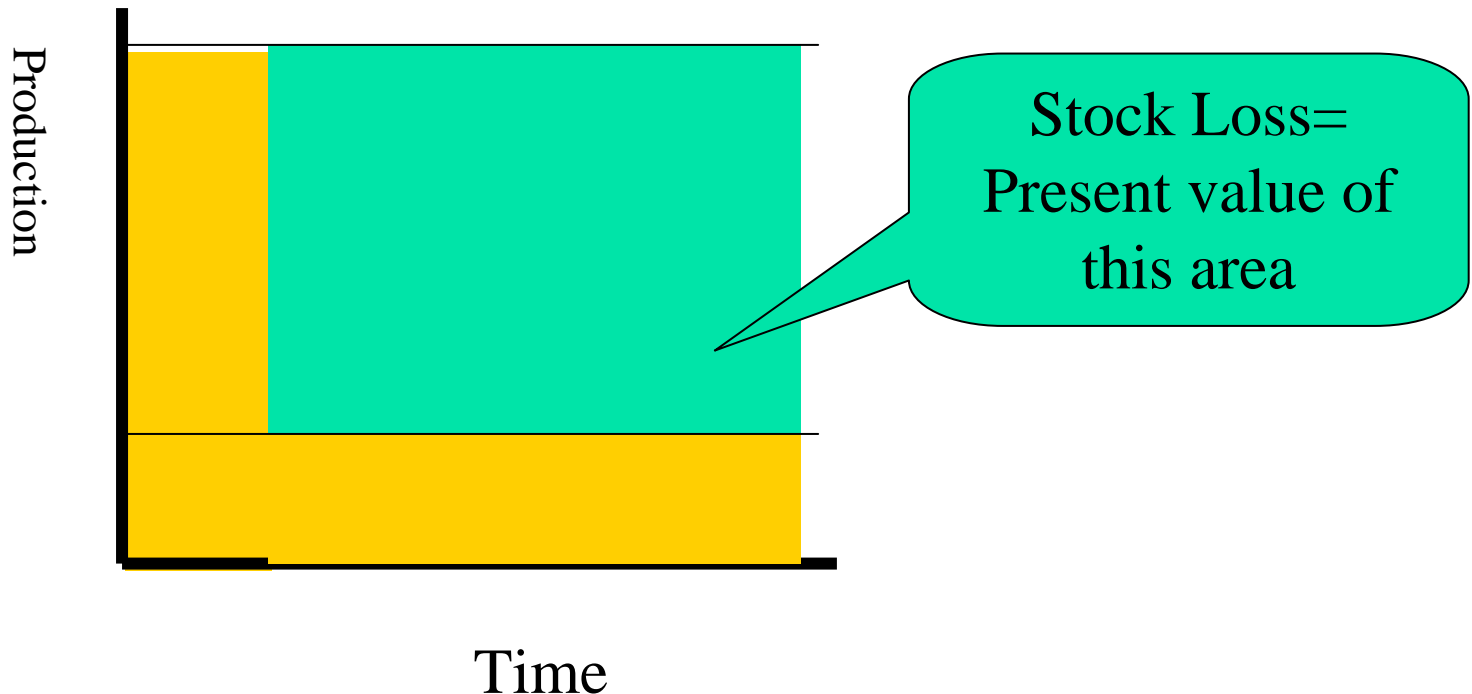 Production
Stock Loss=
Present value of
this area
Time